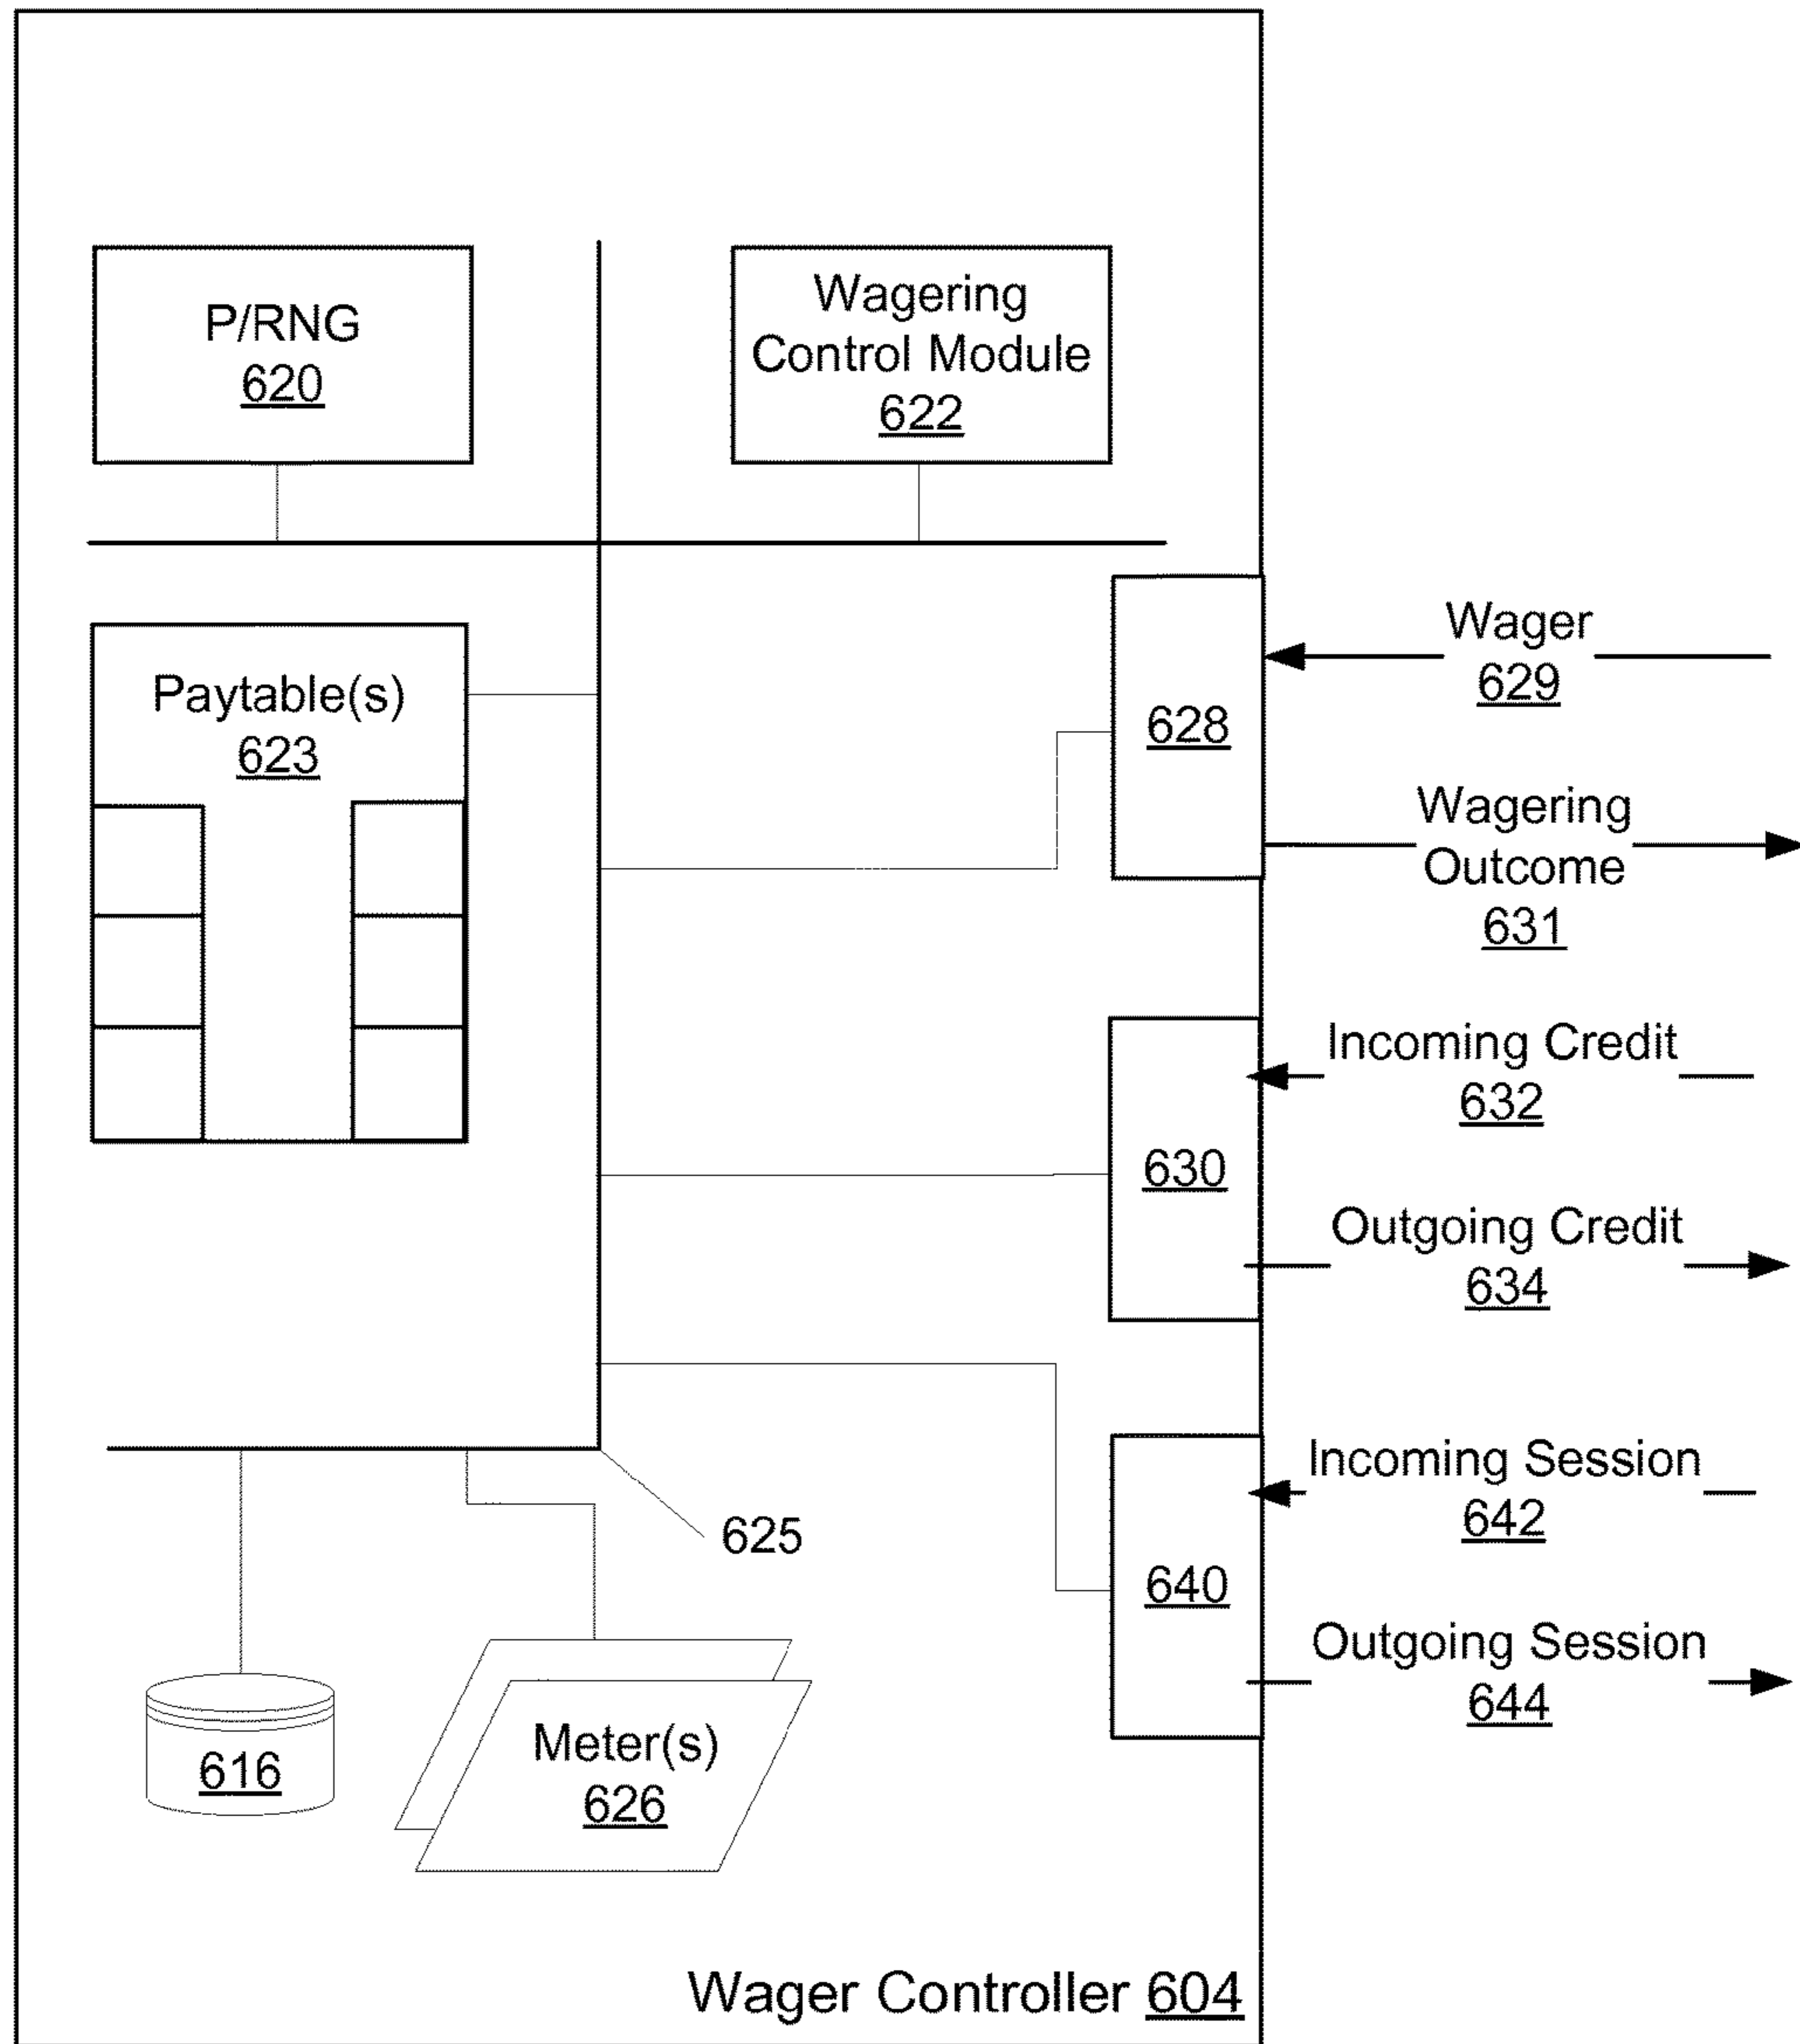 P/RNG
620
Wagering
Control Module
622
Paytable(s)
623
628
Wager
629
Wagering
Outcome
631
630
Incoming Credit
632
Outgoing Credit
634
625
640
Incoming Session
642
Outgoing Session
644
616
Meter(s)
626
Wager Controller 604